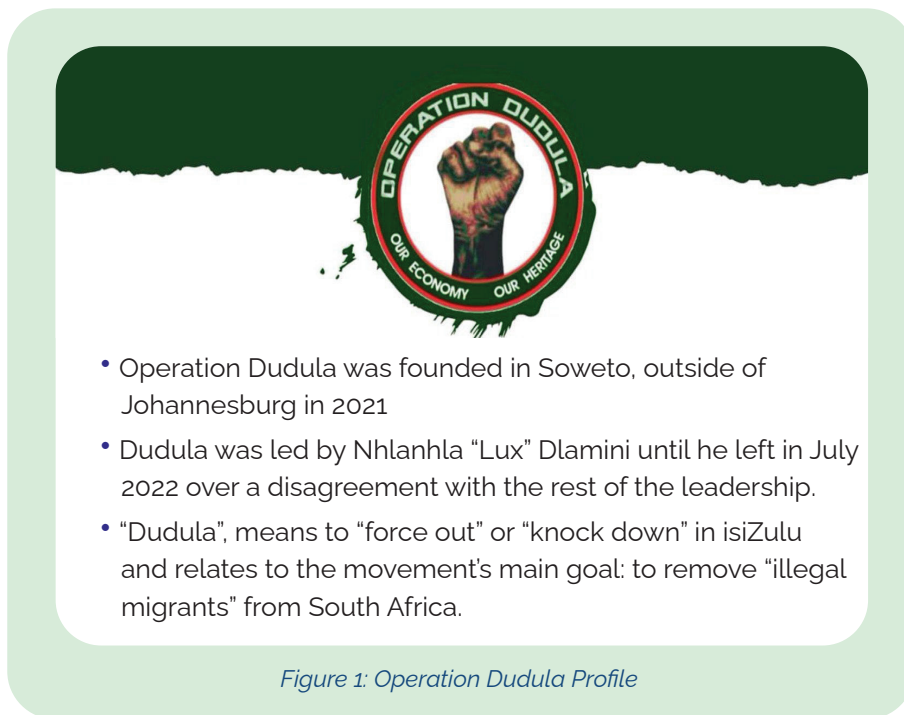 OPERATION DUDULA
OUR ECONOMY OUR HERITAGE
• Operation Dudula was founded in Soweto, outside of
Johannesburg in 2021
• Dudula was led by Nhlanhla “Lux” Dlamini until he left in July
2022 over a disagreement with the rest of the leadership.
• “Dudula”, means to “force out” or “knock down” in isiZulu
and relates to the movement’s main goal: to remove “illegal
migrants” from South Africa.
Figure 1: Operation Dudula Profile